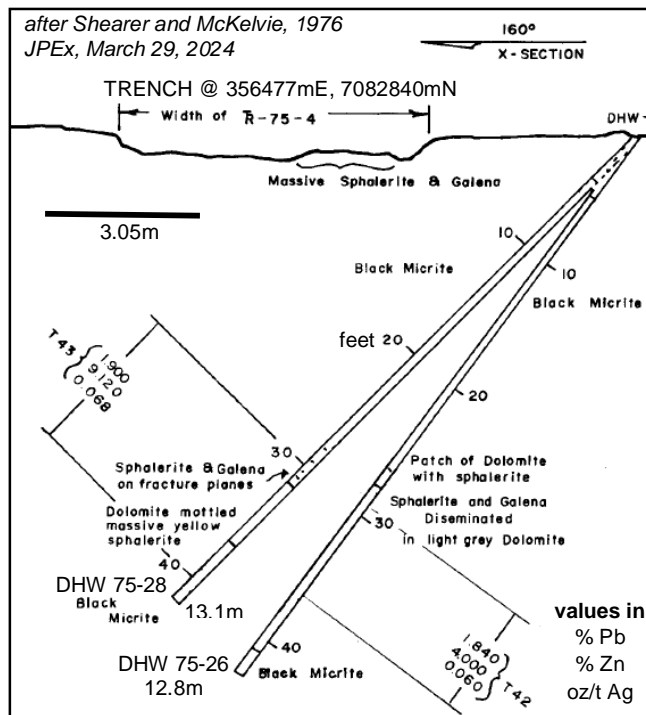 after Shearer and McKelvie, 1976
JPEx, March 29, 2024
160°
X-SECTION
TRENCH @ 356477mE, 7082840mN
Width of TR-75-4
DHW
Massive Sphalerite & Galena
3.05m
10
Black Micrite
10
Black Micrite
feet 20
T43
1.900
9.120
0.068
20
30
Sphalerite & Galena
on fracture planes
Patch of Dolomite
with sphalerite
Dolomite mottled
massive yellow
sphalerite
Sphalerite and Galena
Diseminated
30
in light grey Dolomite
40
DHW 75-28
Black
Micrite
13.1m
values in
% Pb
% Zn
oz/t Ag
1.840
4.000
0.060
T42
40
DHW 75-26
12.8m
Black Micrite